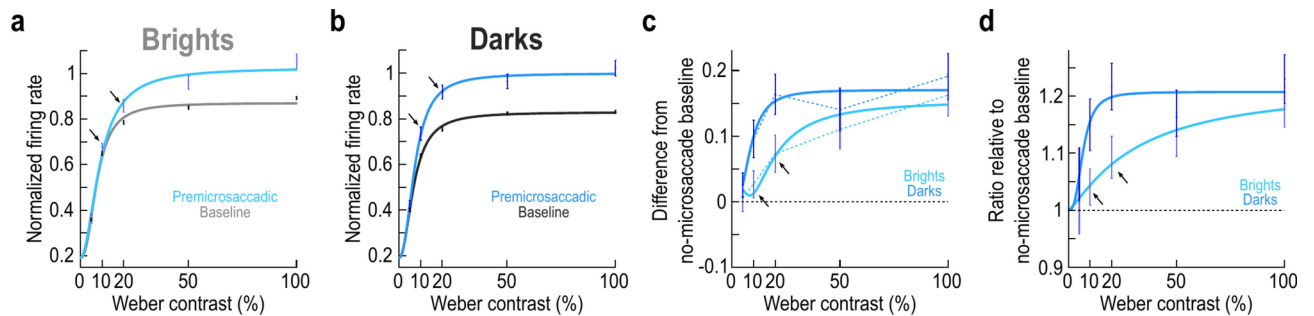 a
Brights
Normalized firing rate
1
0.8
0.6
0.4
0.2
Premicrosaccadic
Baseline
0 10 20 50 100
Weber contrast (%)
b
Darks
Normalized firing rate
1
0.8
0.6
0.4
0.2
Premicrosaccadic
Baseline
0 10 20 50 100
Weber contrast (%)
c
Difference from
no-microsaccade baseline
0.2
0.1
0
-0.1
Brights
Darks
0 10 20 50 100
Weber contrast (%)
d
Ratio relative to
no-microsaccade baseline
1.2
1.1
1
0.9
Brights
Darks
0 10 20 50 100
Weber contrast (%)